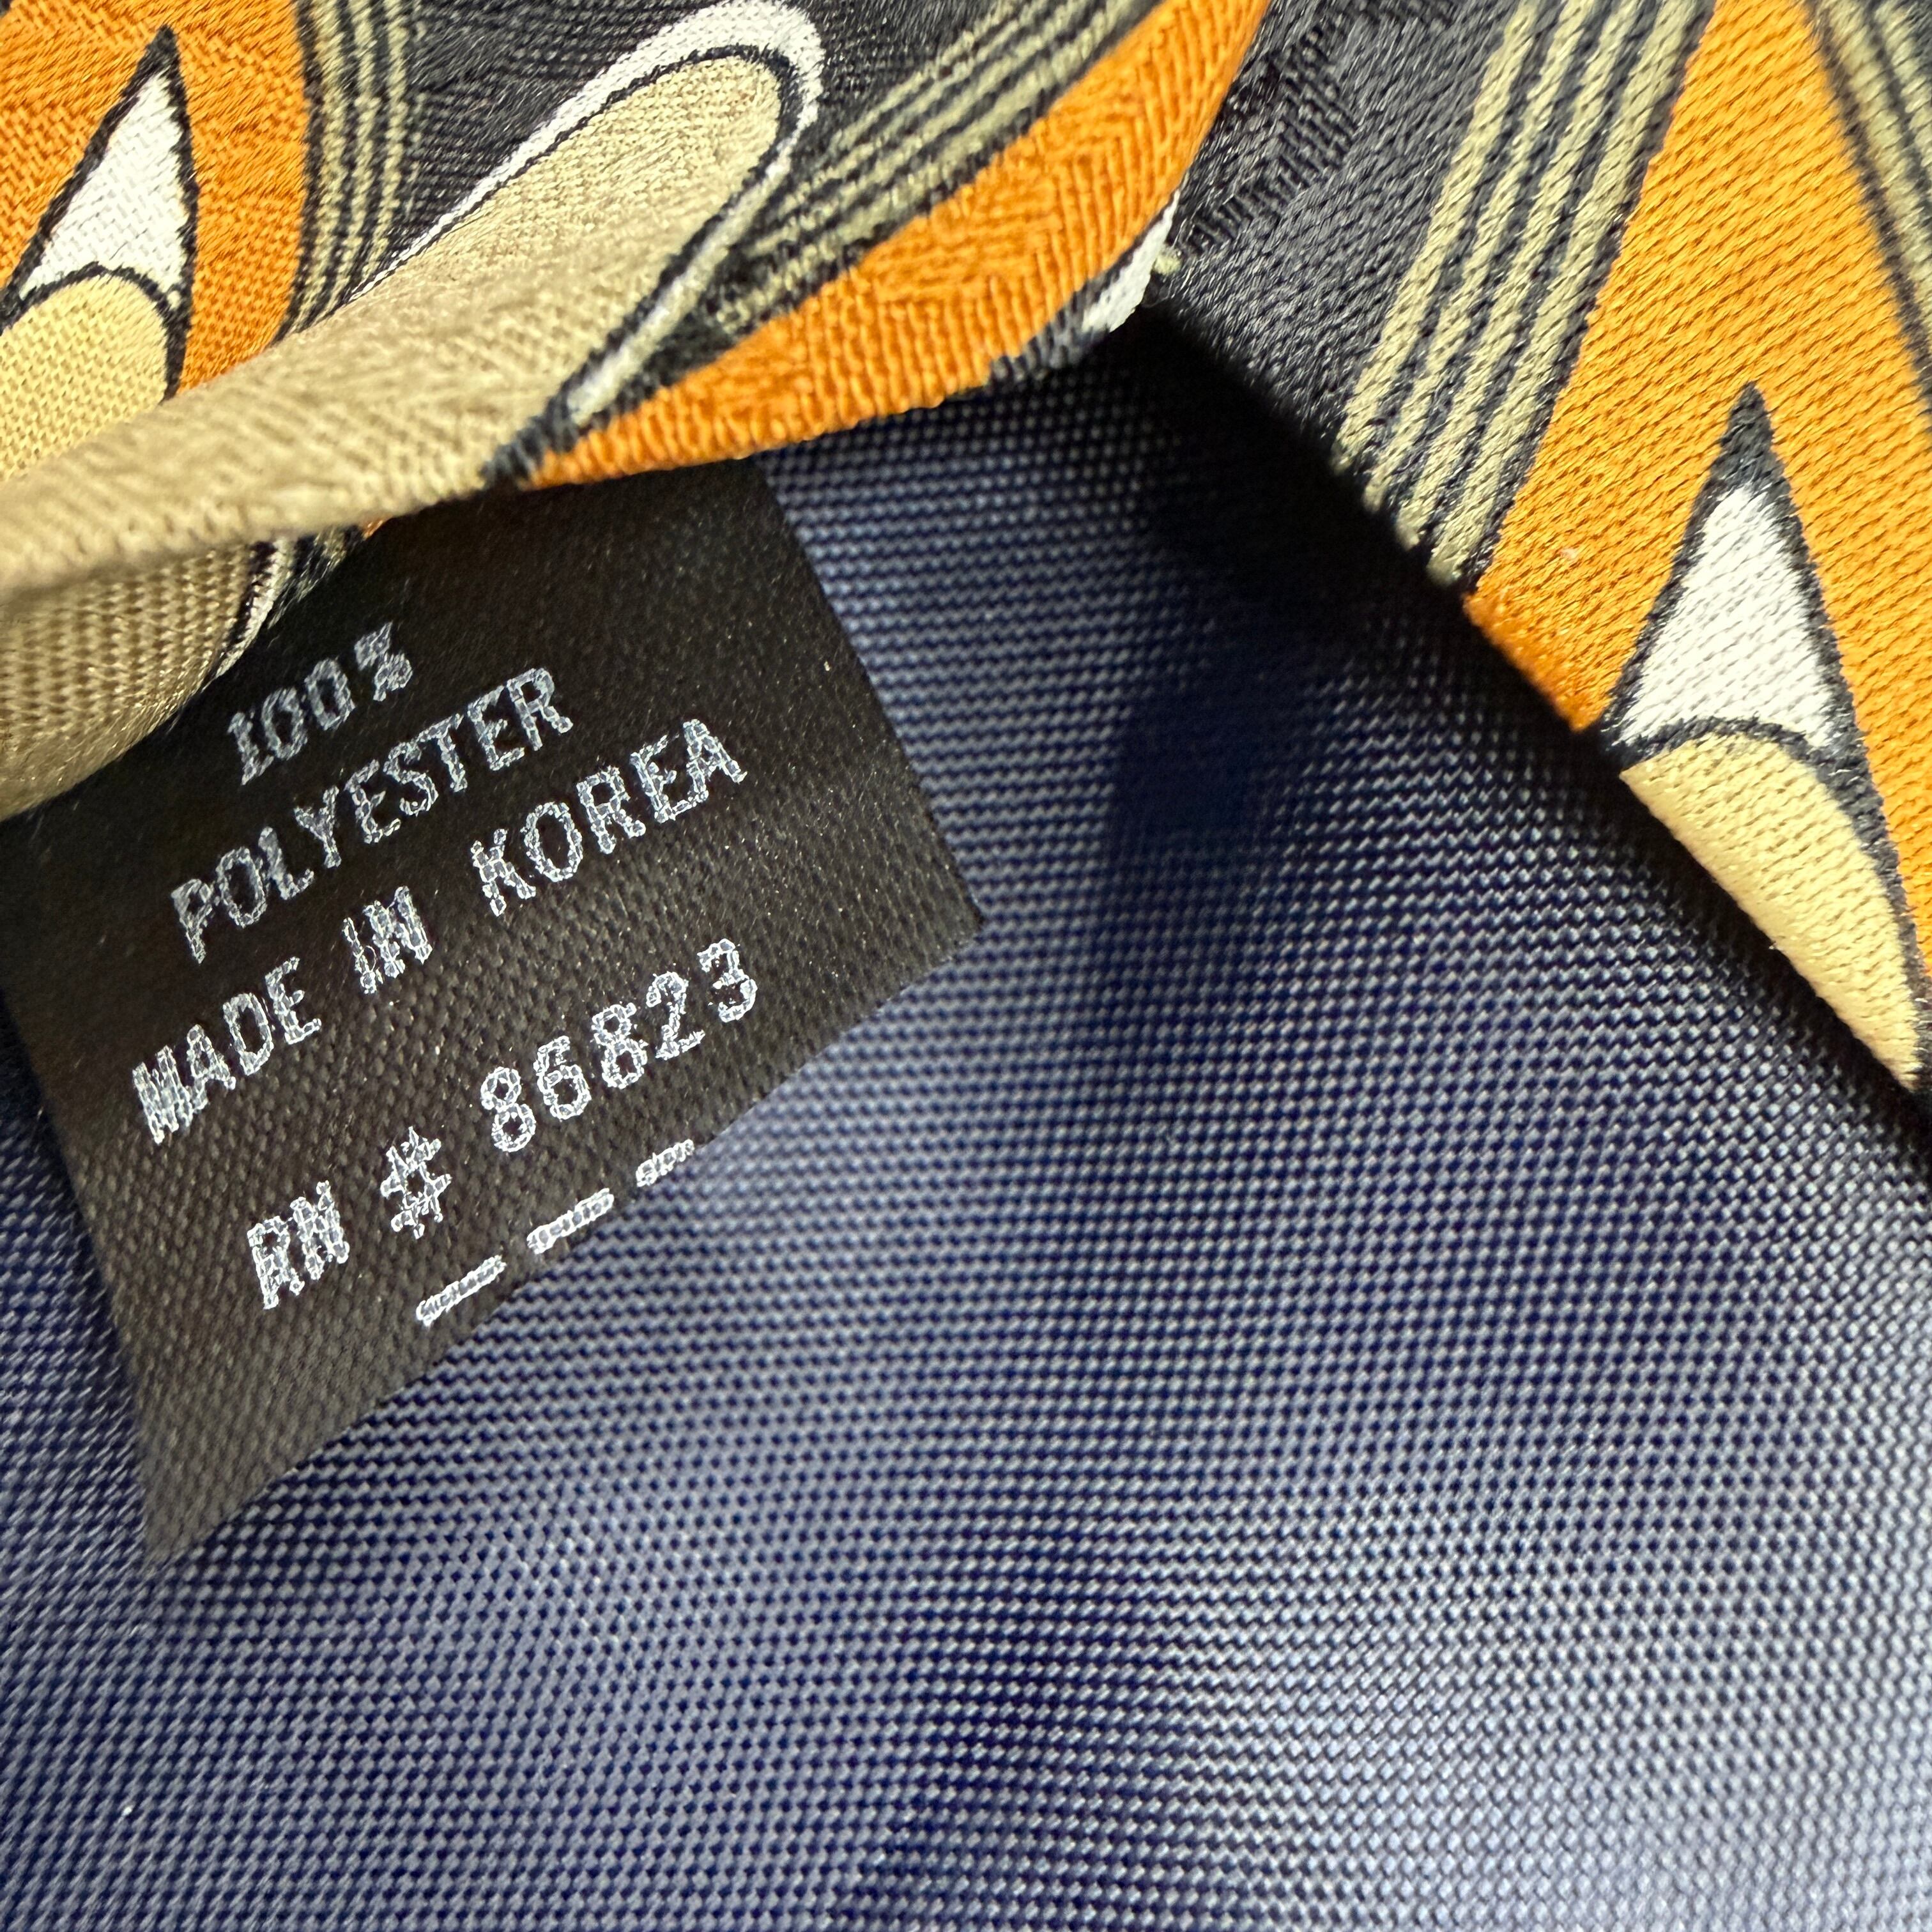 100%
POLYESTER
MADE IN KOREA
RN # 86823